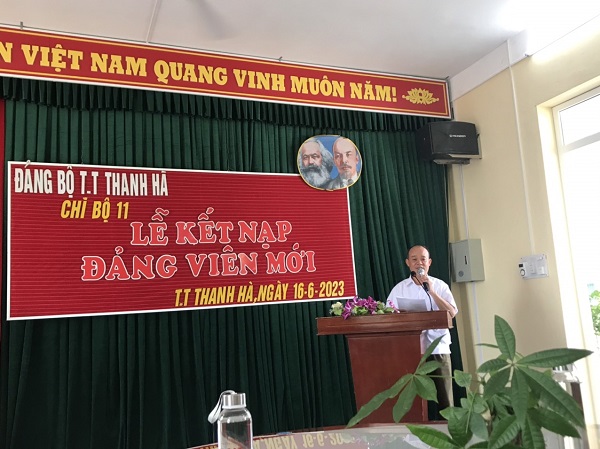 N VIỆT NAM QUANG VINH MUÔN NĂM!
ĐẢNG BỘ T.T THANH HÀ
CHI BỘ 11
LỄ KẾT NẠP
ĐẢNG VIÊN MỚI
T.T THANH HÀ,NGÀY 16-6-2023